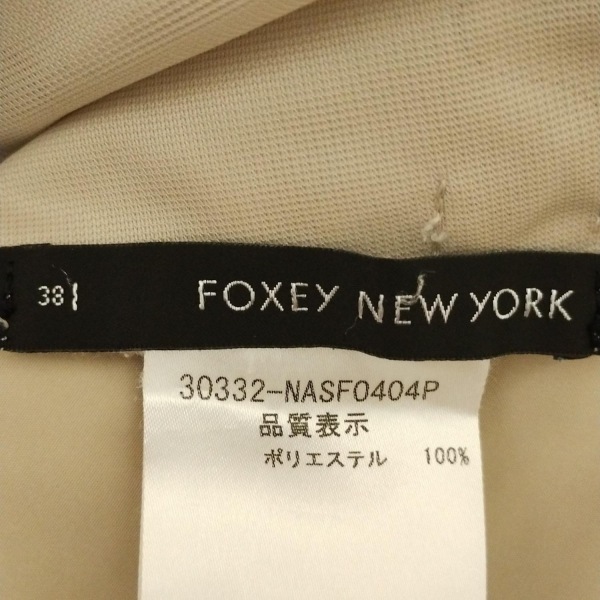 38
FOXEY NEW YORK
30332-NASF0404P
品質表示
ポリエステル 100%